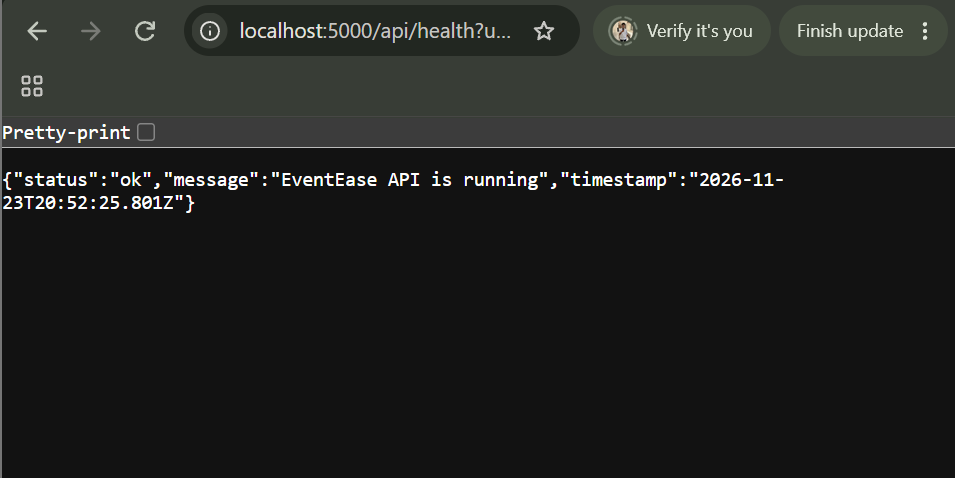 localhost:5000/api/health?u...
Verify it's you
Finish update
Pretty-print
{"status":"ok","message":"EventEase API is running","timestamp":"2026-11-
23T20:52:25.801Z"}